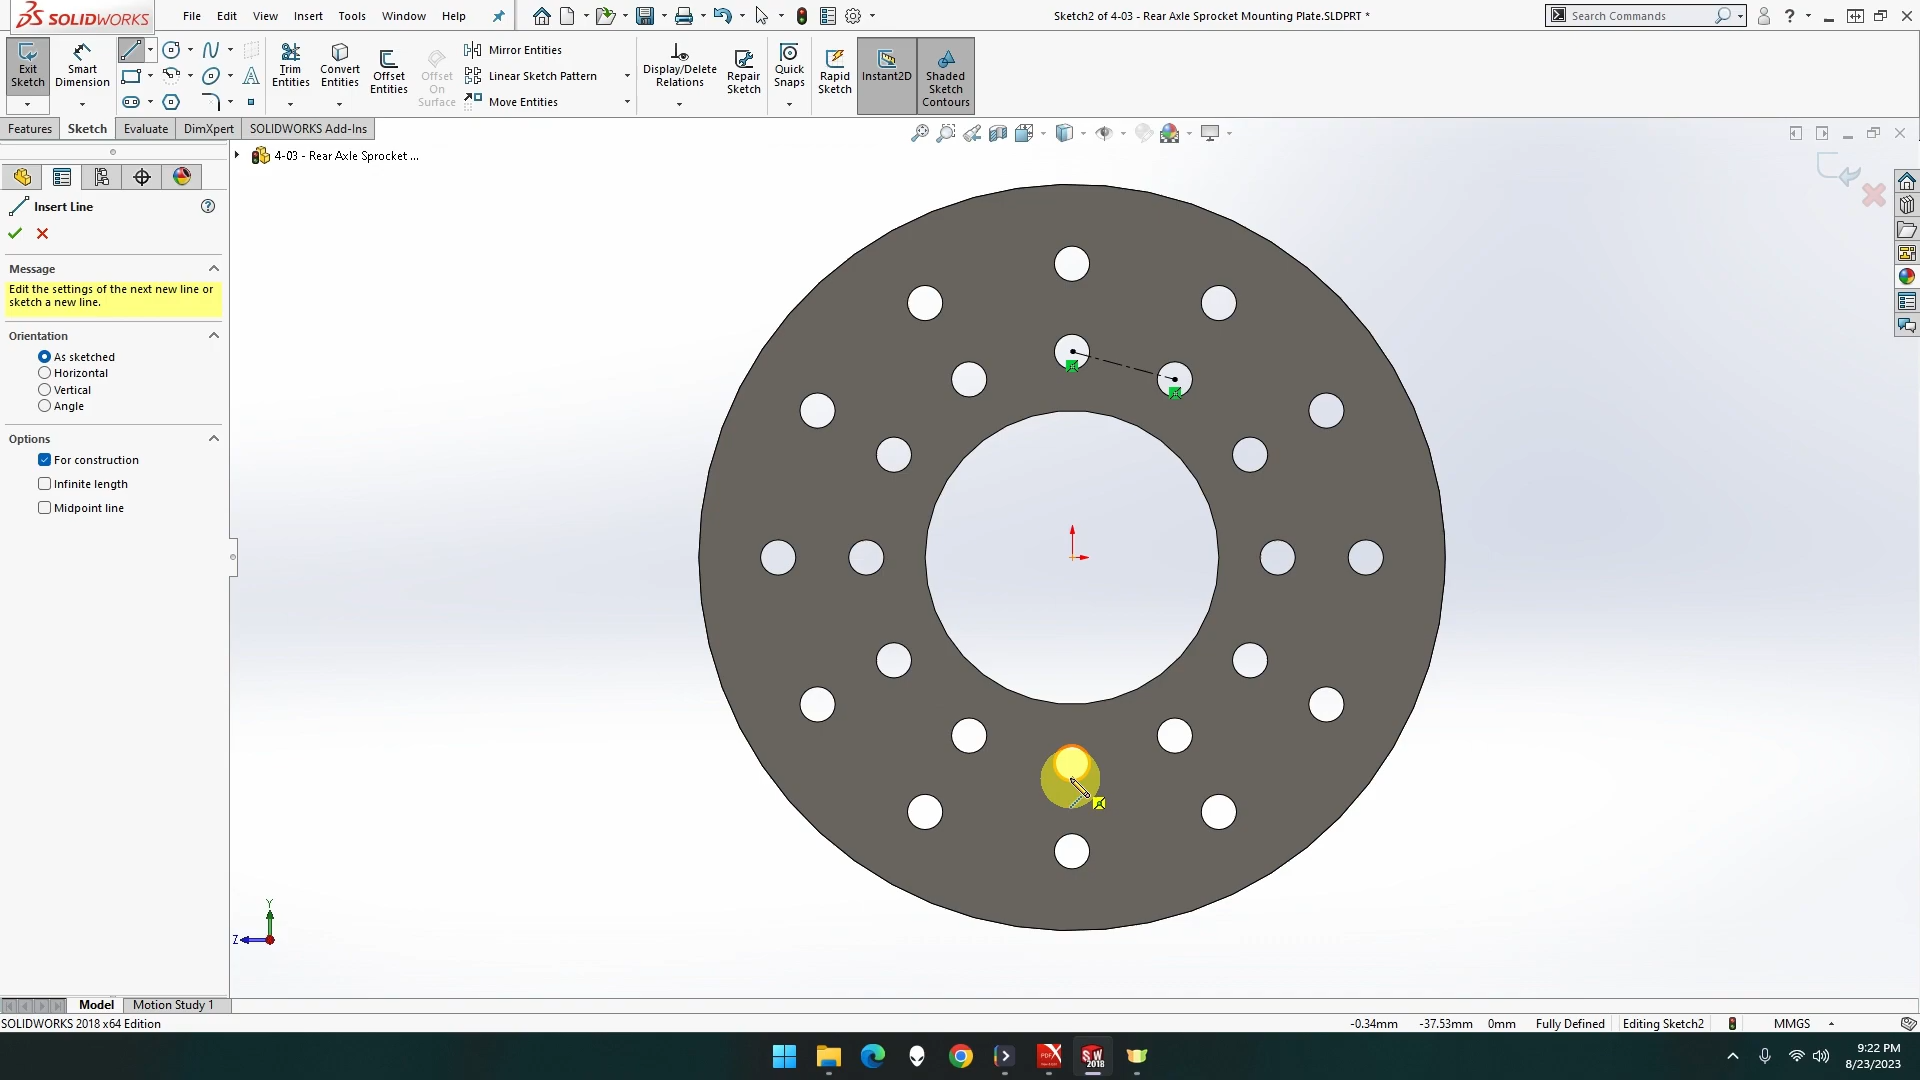 SOLIDWORKS
File Edit View Insert Tools Window Help
Sketch2 of 4-03 - Rear Axle Sprocket Mounting Plate.SLDPRT *
Search Commands
Exit Sketch
Smart Dimension
Trim Entities
Convert Entities
Offset Entities
Offset On Surface
Mirror Entities
Linear Sketch Pattern
Move Entities
Display/Delete Relations
Repair Sketch
Quick Snaps
Rapid Sketch
Instant2D
Shaded Sketch Contours
Features Sketch Evaluate DimXpert SOLIDWORKS Add-Ins
4-03 - Rear Axle Sprocket ...
Insert Line
Message
Edit the settings of the next new line or
sketch a new line.
Orientation
As sketched
Horizontal
Vertical
Angle
Options
For construction
Infinite length
Midpoint line
Y
Z
Model Motion Study 1
SOLIDWORKS 2018 x64 Edition
-0.34mm -37.53mm 0mm Fully Defined Editing Sketch2 MMGS
PDF
SW
2018
9:22 PM
8/23/2023